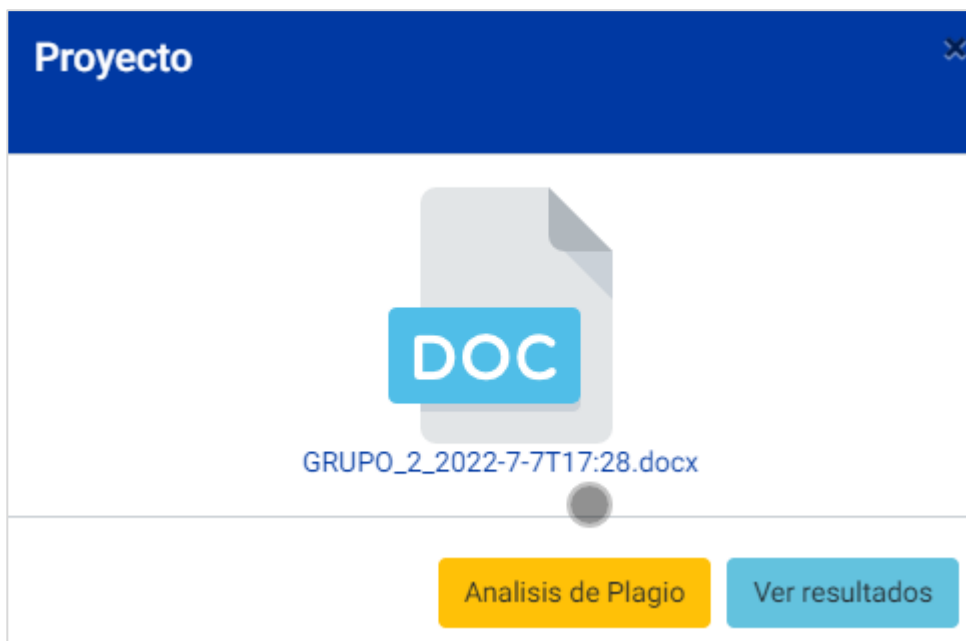 Proyecto
DOC
GRUPO_2_2022-7-7T17:28.docx
Analisis de Plagio
Ver resultados